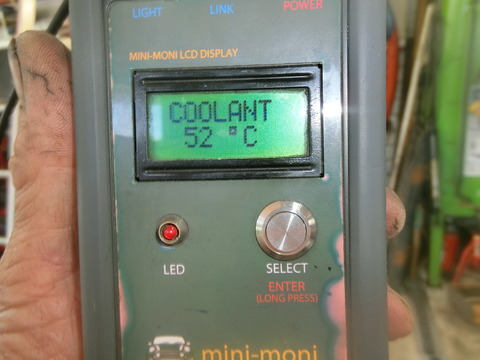 LIGHT LINK POWER
MINI-MONI LCD DISPLAY
COOLANT
52 °C
LED
SELECT
ENTER
(LONG PRESS)
mini-moni